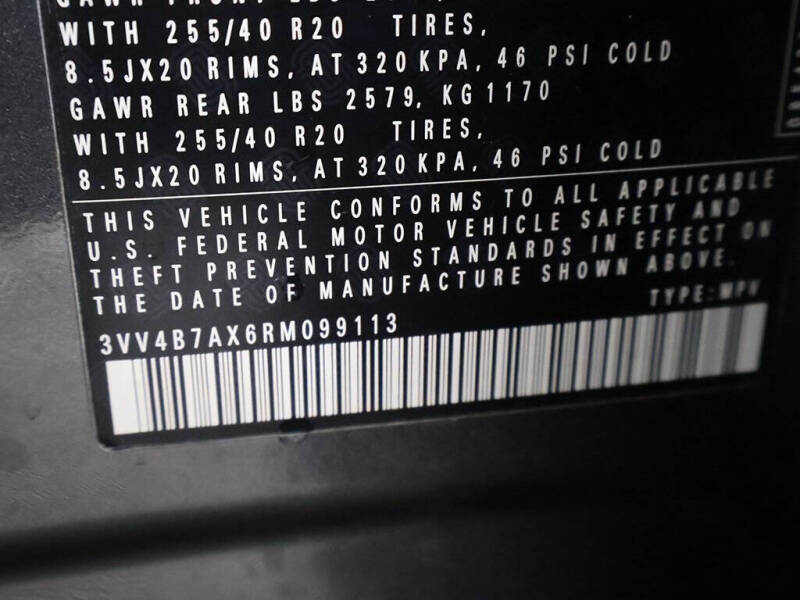 GAWR FRONT LBS
WITH 255/40 R20 TIRES,
8.5JX20 RIMS, AT 320 KPA, 46 PSI COLD
GAWR REAR LBS 2579, KG 1170
WITH 255/40 R20 TIRES,
8.5JX20 RIMS, AT 320 KPA, 46 PSI COLD
THIS VEHICLE CONFORMS TO ALL APPLICABLE
U.S. FEDERAL MOTOR VEHICLE SAFETY AND
THEFT PREVENTION STANDARDS IN EFFECT ON
THE DATE OF MANUFACTURE SHOWN ABOVE.
TYPE:MPV
3VV4B7AX6RM099113